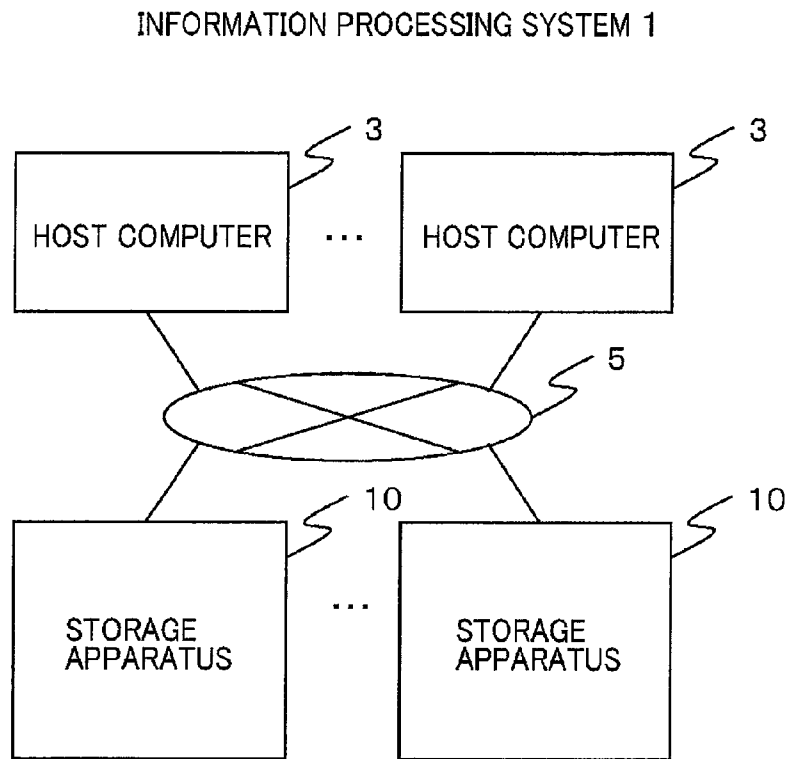 INFORMATION PROCESSING SYSTEM 1
3
3
HOST COMPUTER
...
HOST COMPUTER
5
10
10
STORAGE
APPARATUS
...
STORAGE
APPARATUS